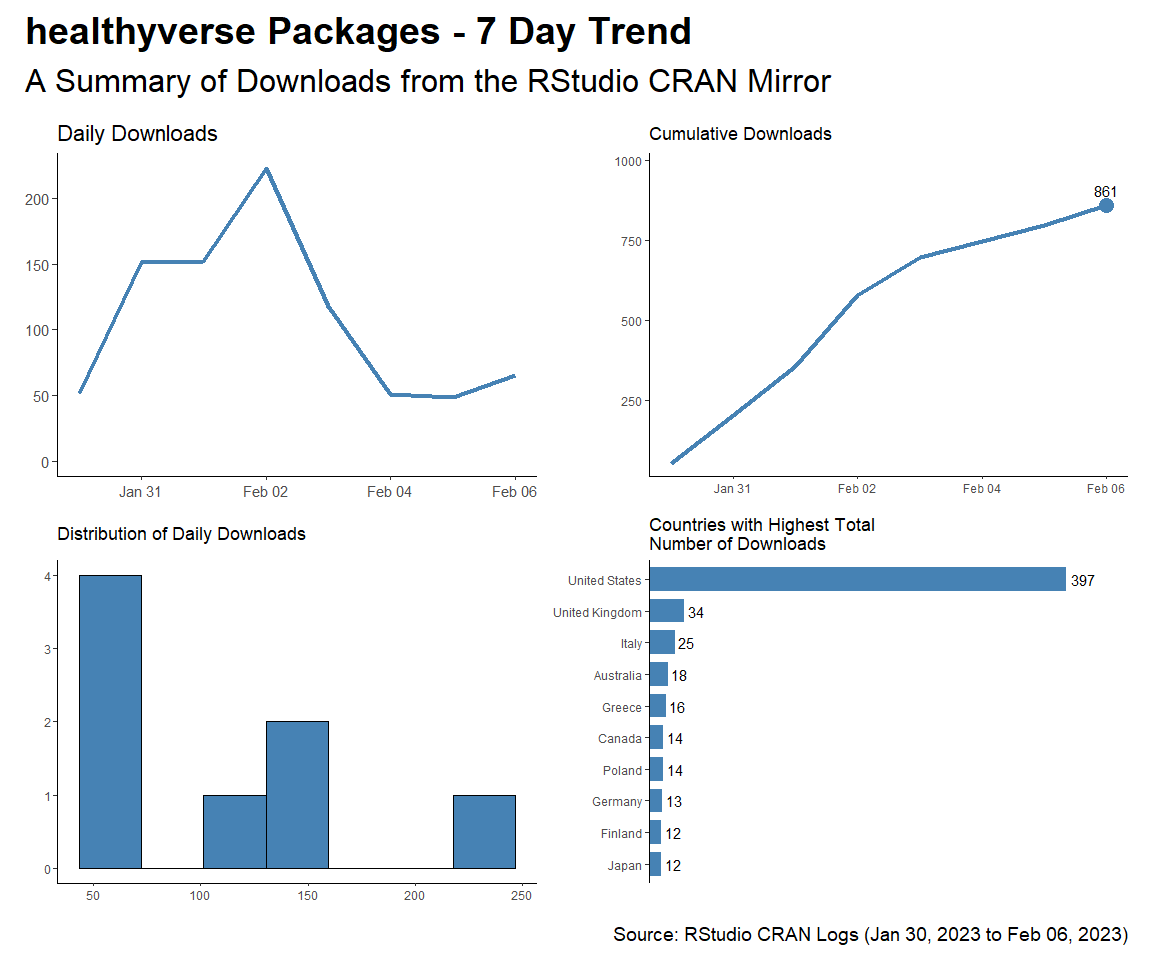 healthyverse Packages - 7 Day Trend
A Summary of Downloads from the RStudio CRAN Mirror
Daily Downloads
200
150
100
50
0
Jan 31 Feb 02 Feb 04 Feb 06
Cumulative Downloads
1000
750
500
250
861
Jan 31 Feb 02 Feb 04 Feb 06
Distribution of Daily Downloads
4
3
2
1
0
50 100 150 200 250
Countries with Highest Total
Number of Downloads
United States 397
United Kingdom 34
Italy 25
Australia 18
Greece 16
Canada 14
Poland 14
Germany 13
Finland 12
Japan 12
Source: RStudio CRAN Logs (Jan 30, 2023 to Feb 06, 2023)